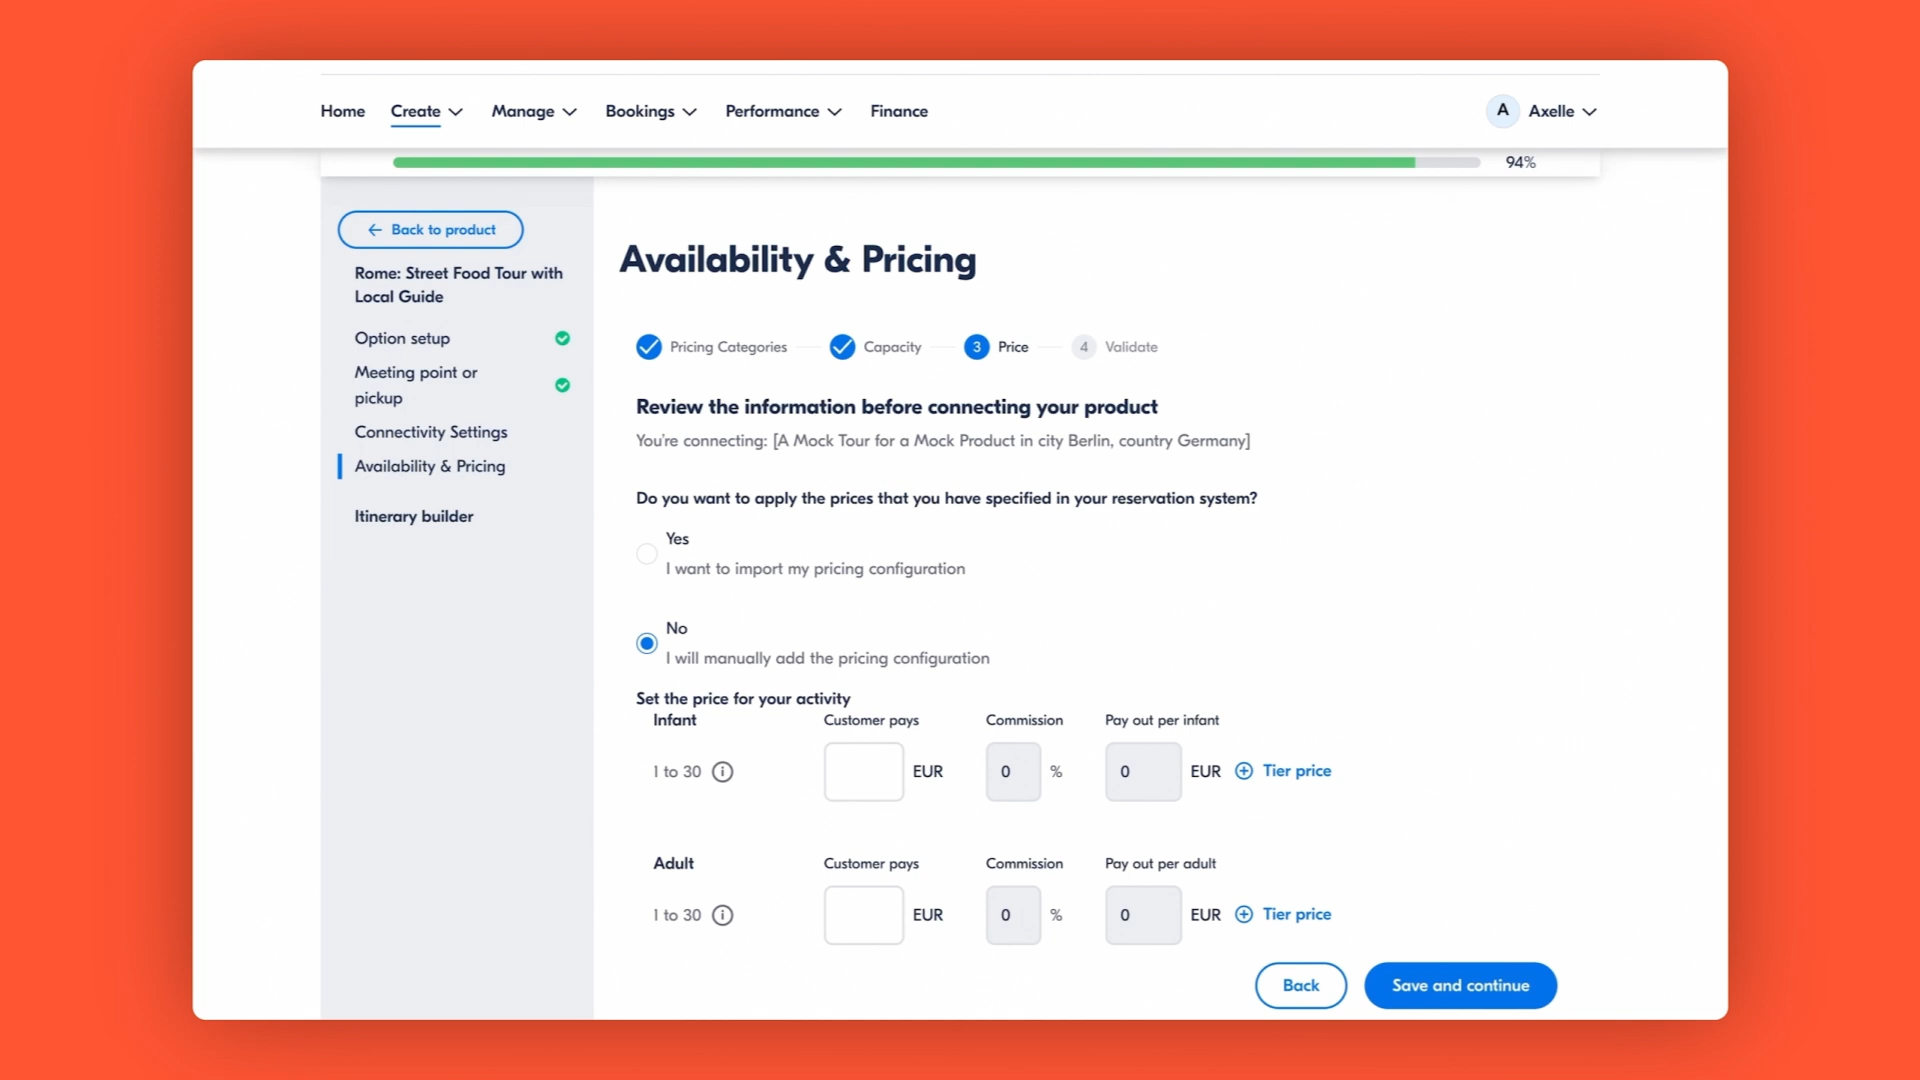 Home Create Manage Bookings Performance Finance A Axelle
94%
Back to product
Rome: Street Food Tour with
Local Guide
Option setup
Meeting point or
pickup
Connectivity Settings
Availability & Pricing
Itinerary builder
Availability & Pricing
Pricing Categories Capacity 3 Price 4 Validate
Review the information before connecting your product
You're connecting: [A Mock Tour for a Mock Product in city Berlin, country Germany]
Do you want to apply the prices that you have specified in your reservation system?
Yes
I want to import my pricing configuration
No
I will manually add the pricing configuration
Set the price for your activity
Infant Customer pays Commission Pay out per infant
1 to 30 EUR 0 % 0 EUR Tier price
Adult Customer pays Commission Pay out per adult
1 to 30 EUR 0 % 0 EUR Tier price
Back Save and continue